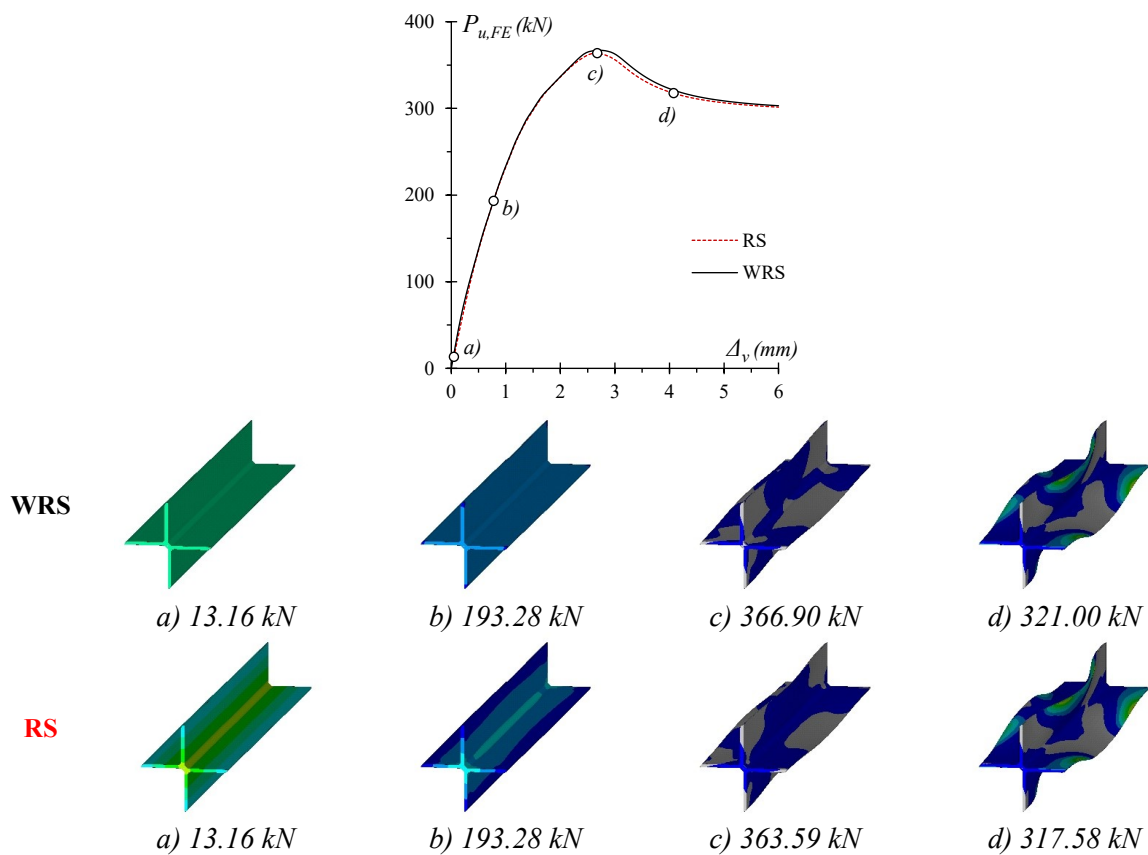 400
P_{u,FE} (kN)
c)
300
d)
200
b)
RS
WRS
100
a)
Δ_v (mm)
0
0 1 2 3 4 5 6
WRS
a) 13.16 kN b) 193.28 kN c) 366.90 kN d) 321.00 kN
RS
a) 13.16 kN b) 193.28 kN c) 363.59 kN d) 317.58 kN